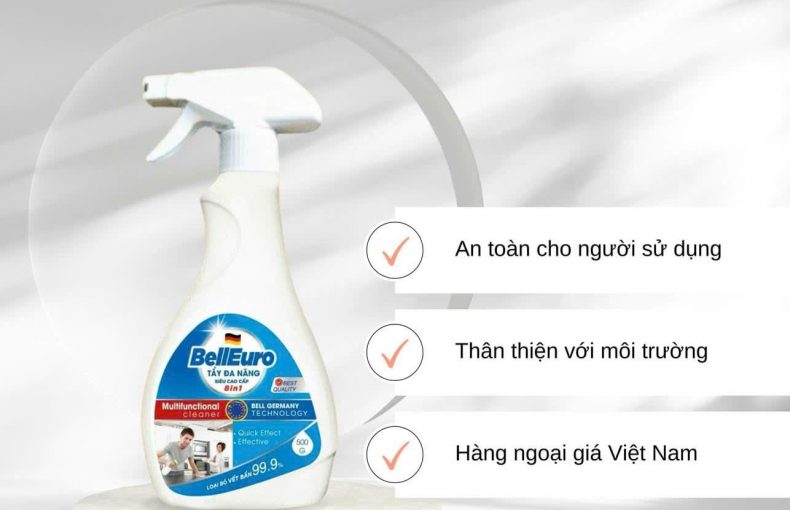 BellEuro
TẨY ĐA NĂNG
SIÊU CAO CẤP
8in1
BEST
QUALITY
Multifunctional
cleaner
BELL GERMANY
TECHNOLOGY
• Quick Effect
• Effective
500
G
LOẠI BỎ VẾT BẨN 99.9%
An toàn cho người sử dụng
Thân thiện với môi trường
Hàng ngoại giá Việt Nam